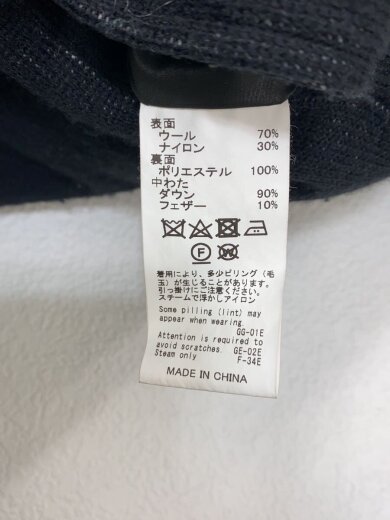 表面
ウール 70%
ナイロン 30%
裏面
ポリエステル 100%
中わた
ダウン 90%
フェザー 10%
F W
着用により、多少ピリング(毛
玉)が生じることがあります。
引っ掛けにご注意ください。
スチームで浮かしアイロン
Some pilling (lint) may
appear when wearing.
GG-01E
Attention is required to
avoid scratches. GE-02E
Steam only F-34E
MADE IN CHINA